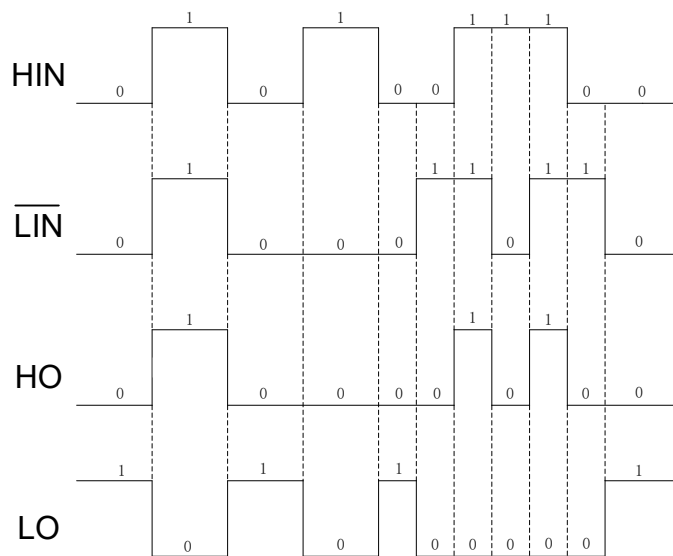 HIN 0 1 0 1 0 0 1 1 1 0 0
L̅I̅N̅ 0 1 0 0 0 1 1 0 1 1 0
HO 0 1 0 0 0 0 1 0 1 0 0
LO 1 0 1 0 1 0 0 0 0 0 1